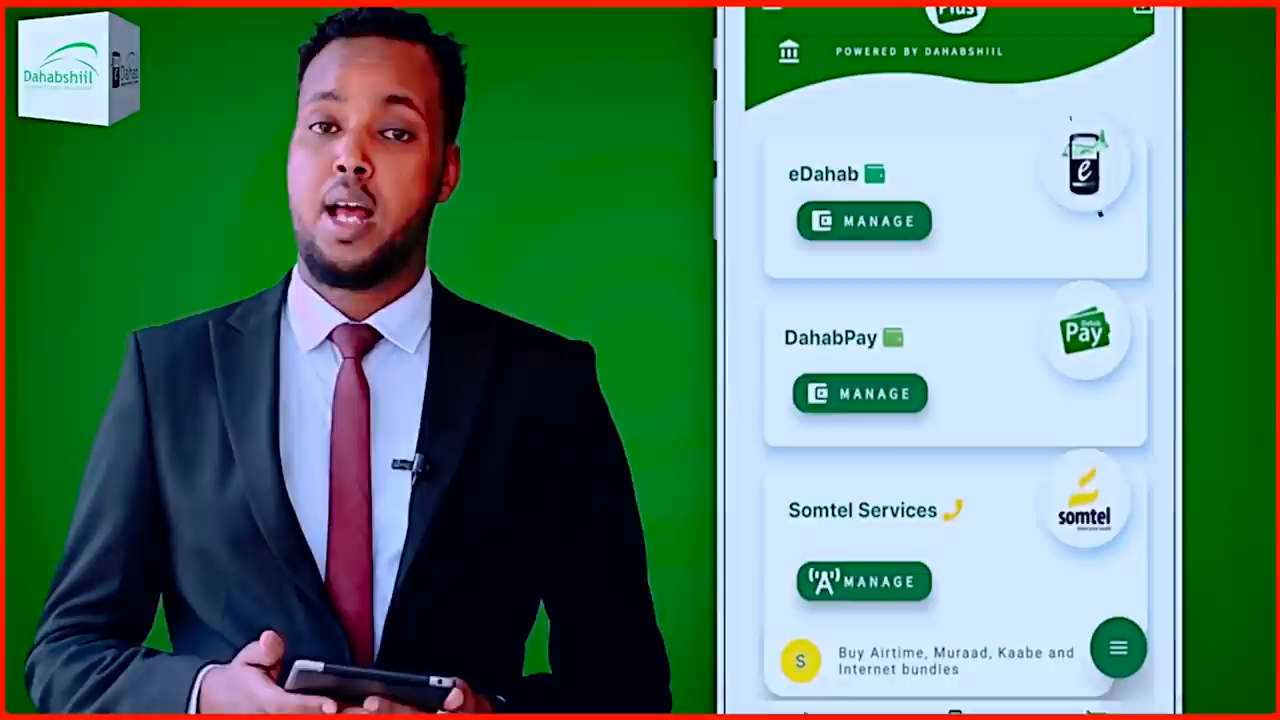 Dahabshiil
Plus
POWERED BY DAHABSHIIL
eDahab
e
MANAGE
DahabPay
Pay
MANAGE
Somtel Services
somtel
MANAGE
S
Buy Airtime, Muraad, Kaabe and
Internet bundles